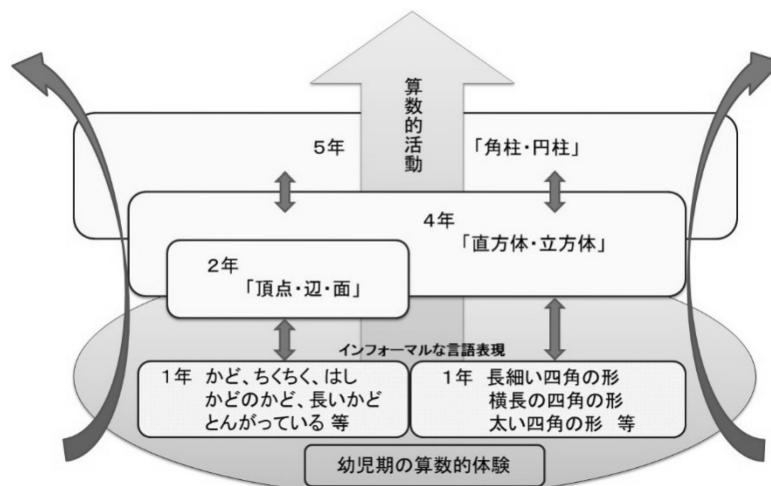 算数的活動
5年 「角柱・円柱」
4年
「直方体・立方体」
2年
「頂点・辺・面」
インフォーマルな言語表現
1年 かど、ちくちく、はし
かどのかど、長いかど
とんがっている 等
1年 長細い四角の形
横長の四角の形
太い四角の形 等
幼児期の算数的体験